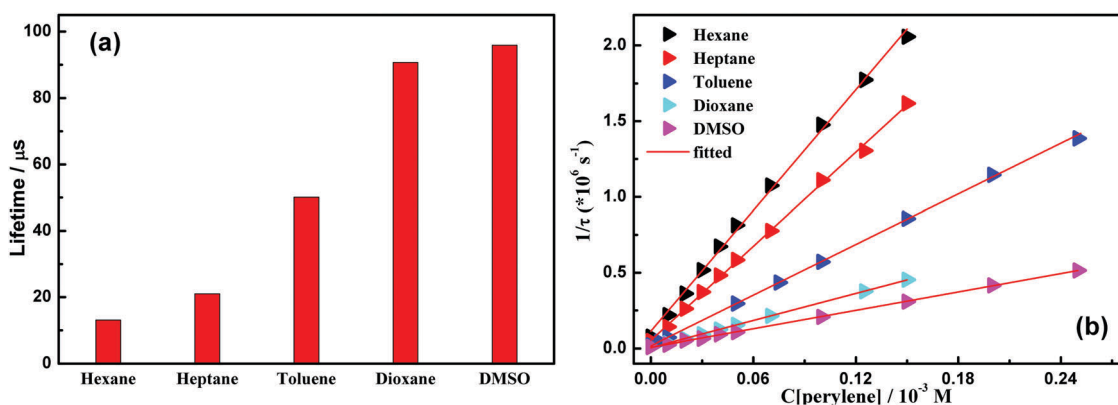 (a)
Lifetime / μs
100
80
60
40
20
0
Hexane Heptane Toluene Dioxane DMSO
(b)
1/τ (*10⁶ s⁻¹)
2.0
1.5
1.0
0.5
0.0
Hexane
Heptane
Toluene
Dioxane
DMSO
fitted
0.00 0.06 0.12 0.18 0.24
C[perylene] / 10⁻³ M